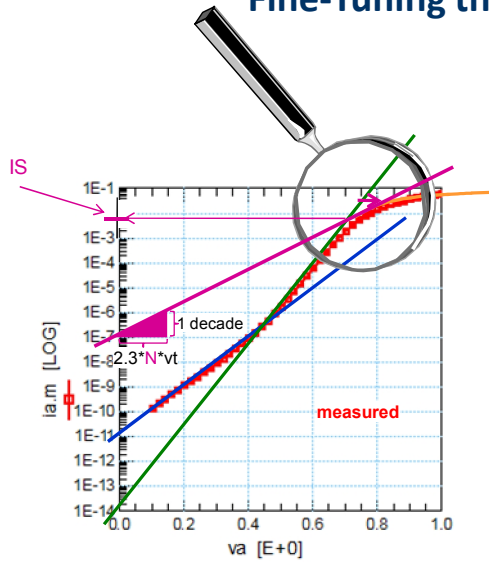 Fine-Tuning th
IS
1E-1
1E-3
1E-4
1E-5
1E-6
1E-7
1 decade
1E-8
2.3*N*vt
1E-9
1E-10
measured
1E-11
1E-12
1E-13
1E-14
ia.m [LOG]
0.0 0.2 0.4 0.6 0.8 1.0
va [E+0]